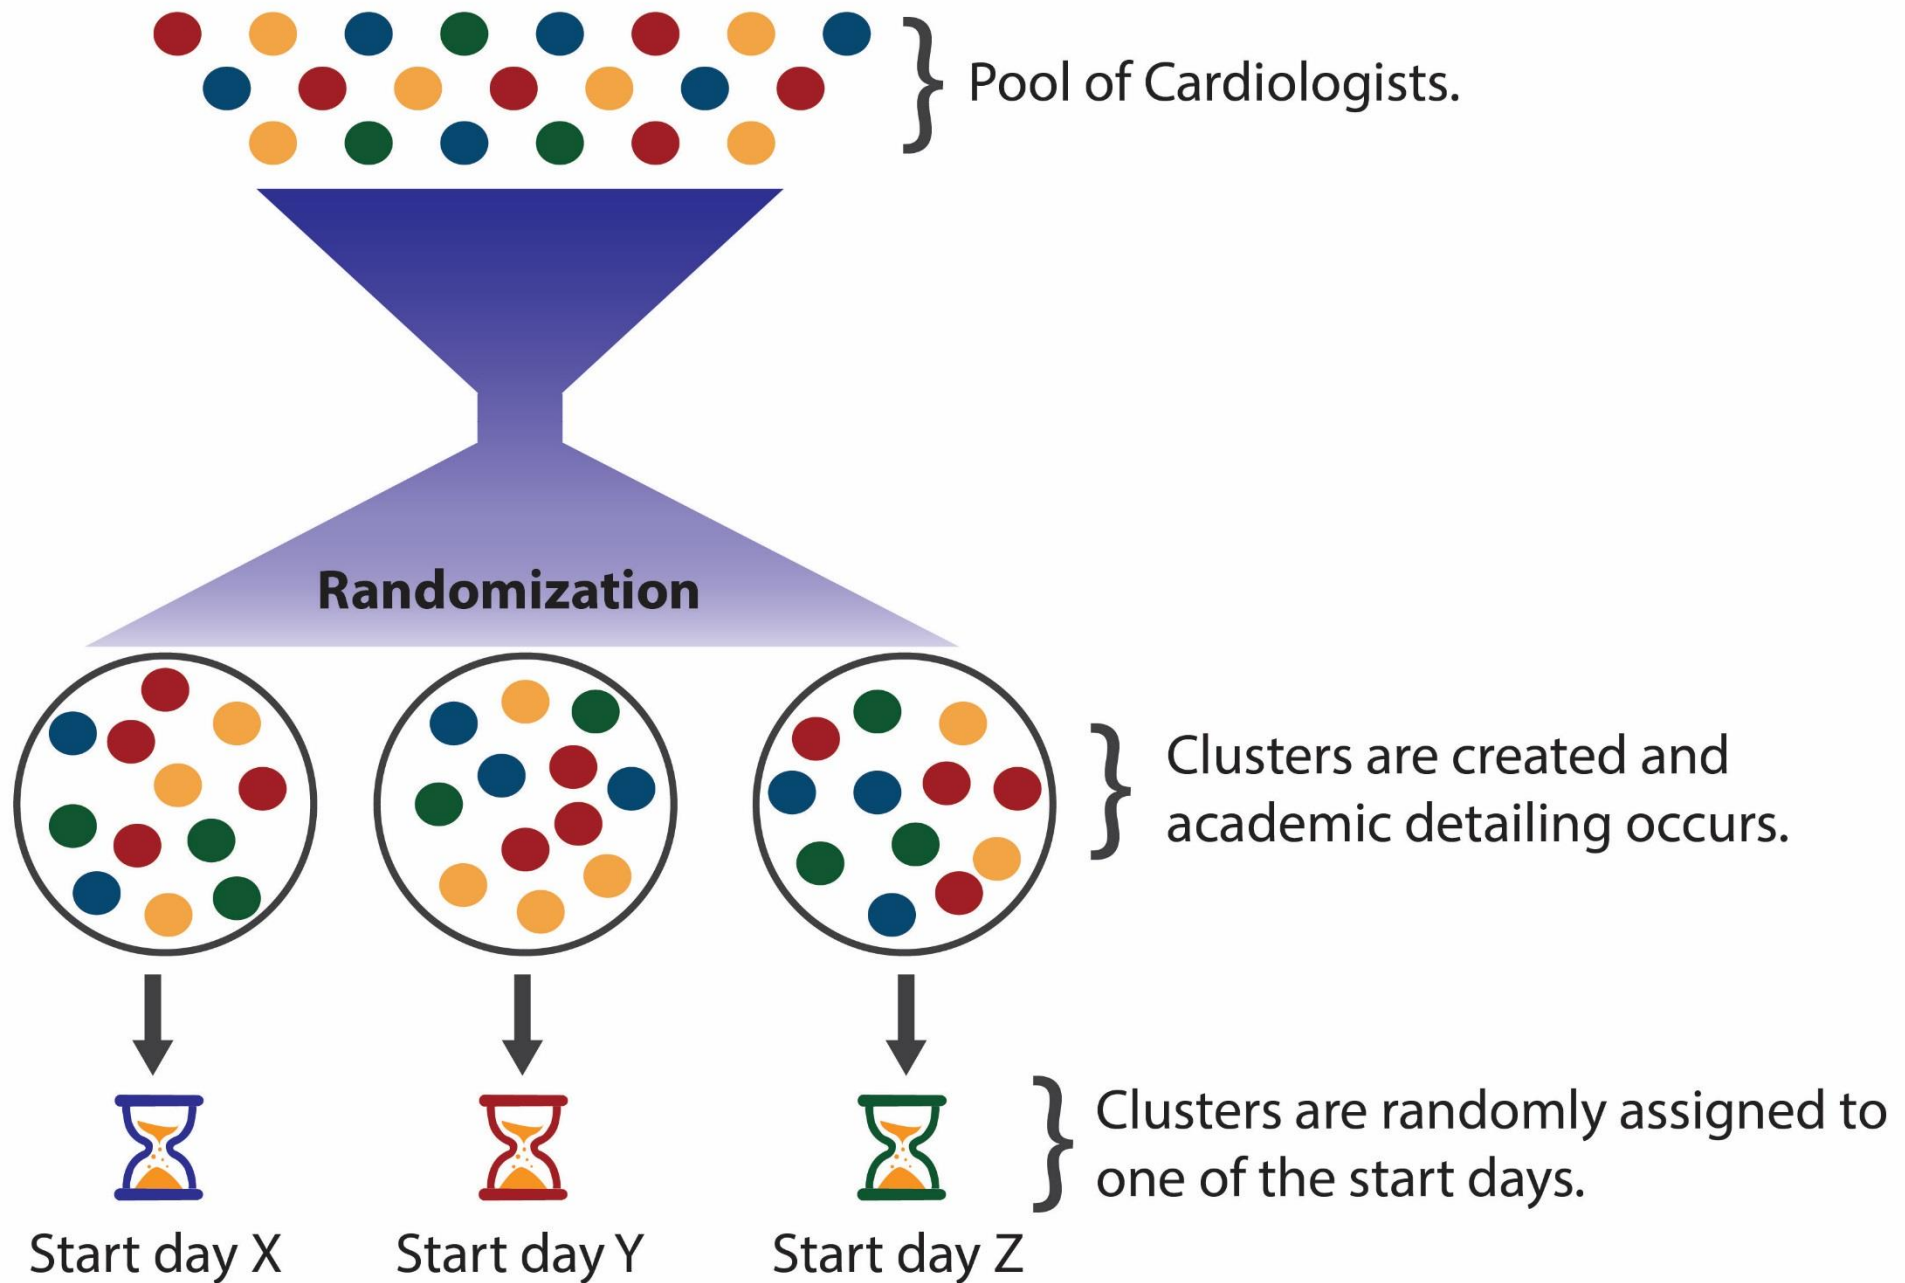 Pool of Cardiologists.
Randomization
Clusters are created and
academic detailing occurs.
Clusters are randomly assigned to
one of the start days.
Start day X
Start day Y
Start day Z